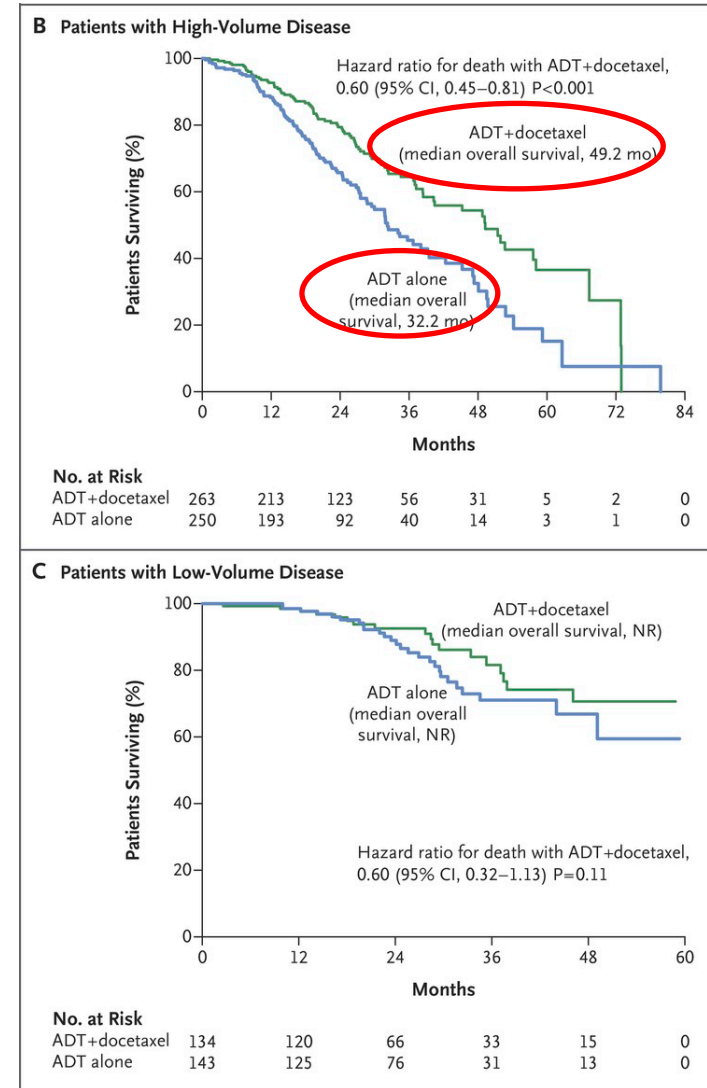 B Patients with High-Volume Disease
Hazard ratio for death with ADT+docetaxel,
0.60 (95% CI, 0.45–0.81) P<0.001
ADT+docetaxel
(median overall survival, 49.2 mo)
ADT alone
(median overall
survival, 32.2 mo)
Patients Surviving (%)
100
80
60
40
20
0
0 12 24 36 48 60 72 84
Months
No. at Risk
ADT+docetaxel 263 213 123 56 31 5 2 0
ADT alone 250 193 92 40 14 3 1 0
C Patients with Low-Volume Disease
ADT+docetaxel
(median overall survival, NR)
ADT alone
(median overall
survival, NR)
Hazard ratio for death with ADT+docetaxel,
0.60 (95% CI, 0.32–1.13) P=0.11
Patients Surviving (%)
100
80
60
40
20
0
0 12 24 36 48 60
Months
No. at Risk
ADT+docetaxel 134 120 66 33 15 0
ADT alone 143 125 76 31 13 0